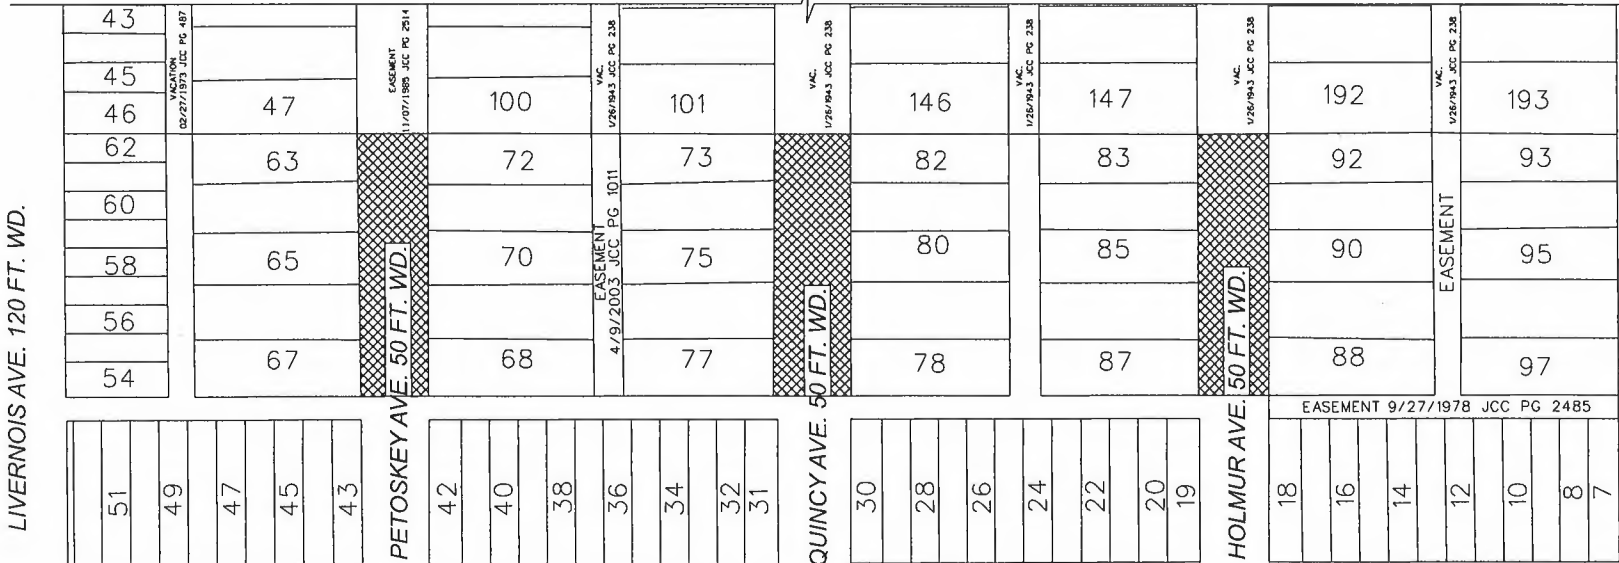 43
45
46
VACATION
02/27/1973 JCC PG 487
47
EASEMENT
11/07/1985 JCC PG 2514
100
VAC.
1/26/1943 JCC PG 238
101
VAC.
1/26/1943 JCC PG 238
146
VAC.
1/26/1943 JCC PG 238
147
VAC.
1/26/1943 JCC PG 238
192
VAC.
1/26/1943 JCC PG 238
193
62
63
72
73
82
83
92
93
60
58
65
70
75
80
85
90
95
56
54
67
68
77
78
87
88
97
EASEMENT
4/9/2003 JCC PG 1011
EASEMENT
EASEMENT 9/27/1978 JCC PG 2485
LIVERNOIS AVE. 120 FT. WD.
PETOSKEY AVE. 50 FT. WD.
QUINCY AVE. 50 FT. WD.
HOLMUR AVE. 50 FT. WD.
51
49
47
45
43
42
40
38
36
34
32
31
30
28
26
24
22
20
19
18
16
14
12
10
8
7